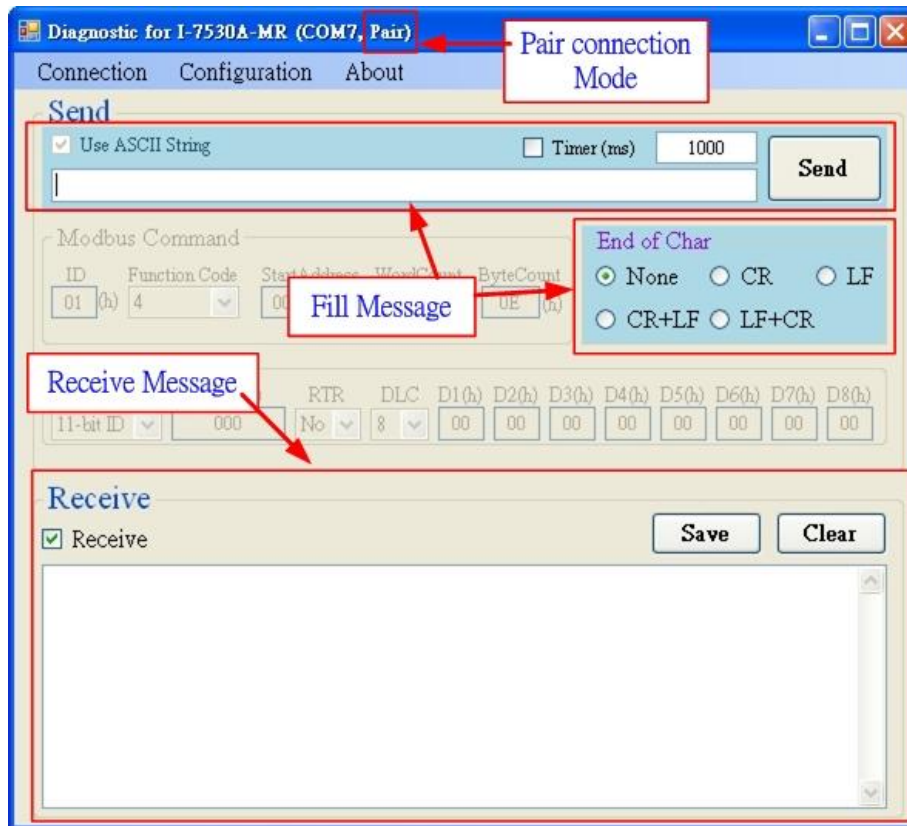 Diagnostic for I-7530A-MR (COM7, Pair)
Pair connection
Mode
Connection Configuration About
Send
Use ASCII String
Timer (ms) 1000
Send
Modbus Command
ID Function Code
ByteCount
01 (h) 4
0E (h)
Fill Message
End of Char
None CR LF
CR+LF LF+CR
Receive Message
RTR DLC D1(h) D2(h) D3(h) D4(h) D5(h) D6(h) D7(h) D8(h)
11-bit ID 000 No 8 00 00 00 00 00 00 00 00
Receive
Receive
Save Clear